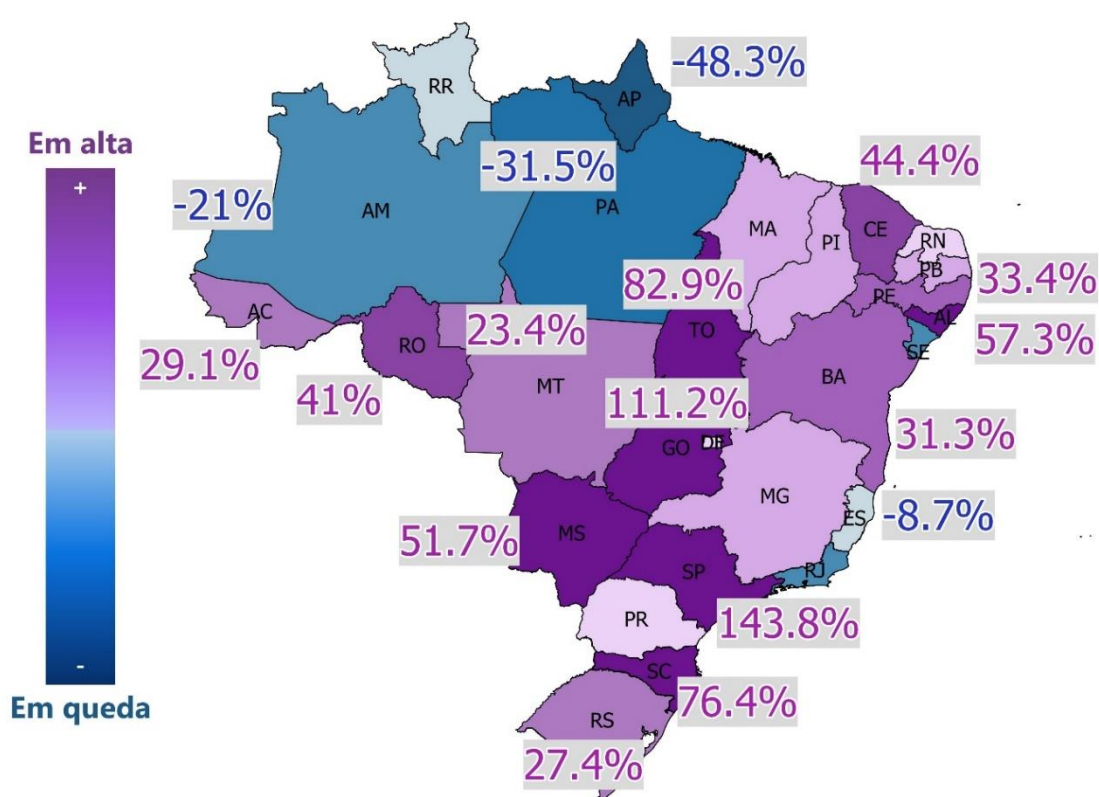 RR
AP
-48.3%
Em alta
+
-31.5%
44.4%
-21%
AM
PA
MA
PI
CE
RN
PB
33.4%
82.9%
PE
AL
AC
23.4%
TO
SE
57.3%
RO
29.1%
MT
BA
41%
111.2%
31.3%
GO
DF
MG
ES
-8.7%
51.7%
MS
SP
RJ
PR
143.8%
-
SC
Em queda
76.4%
RS
27.4%